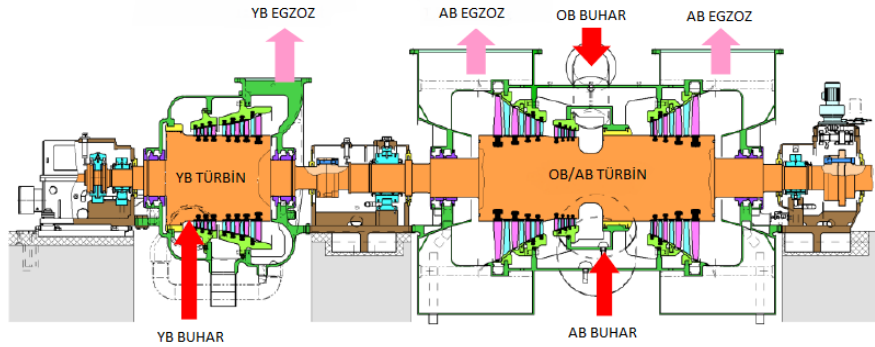 YB EGZOZ
AB EGZOZ
OB BUHAR
AB EGZOZ
YB TÜRBİN
OB/AB TÜRBİN
YB BUHAR
AB BUHAR